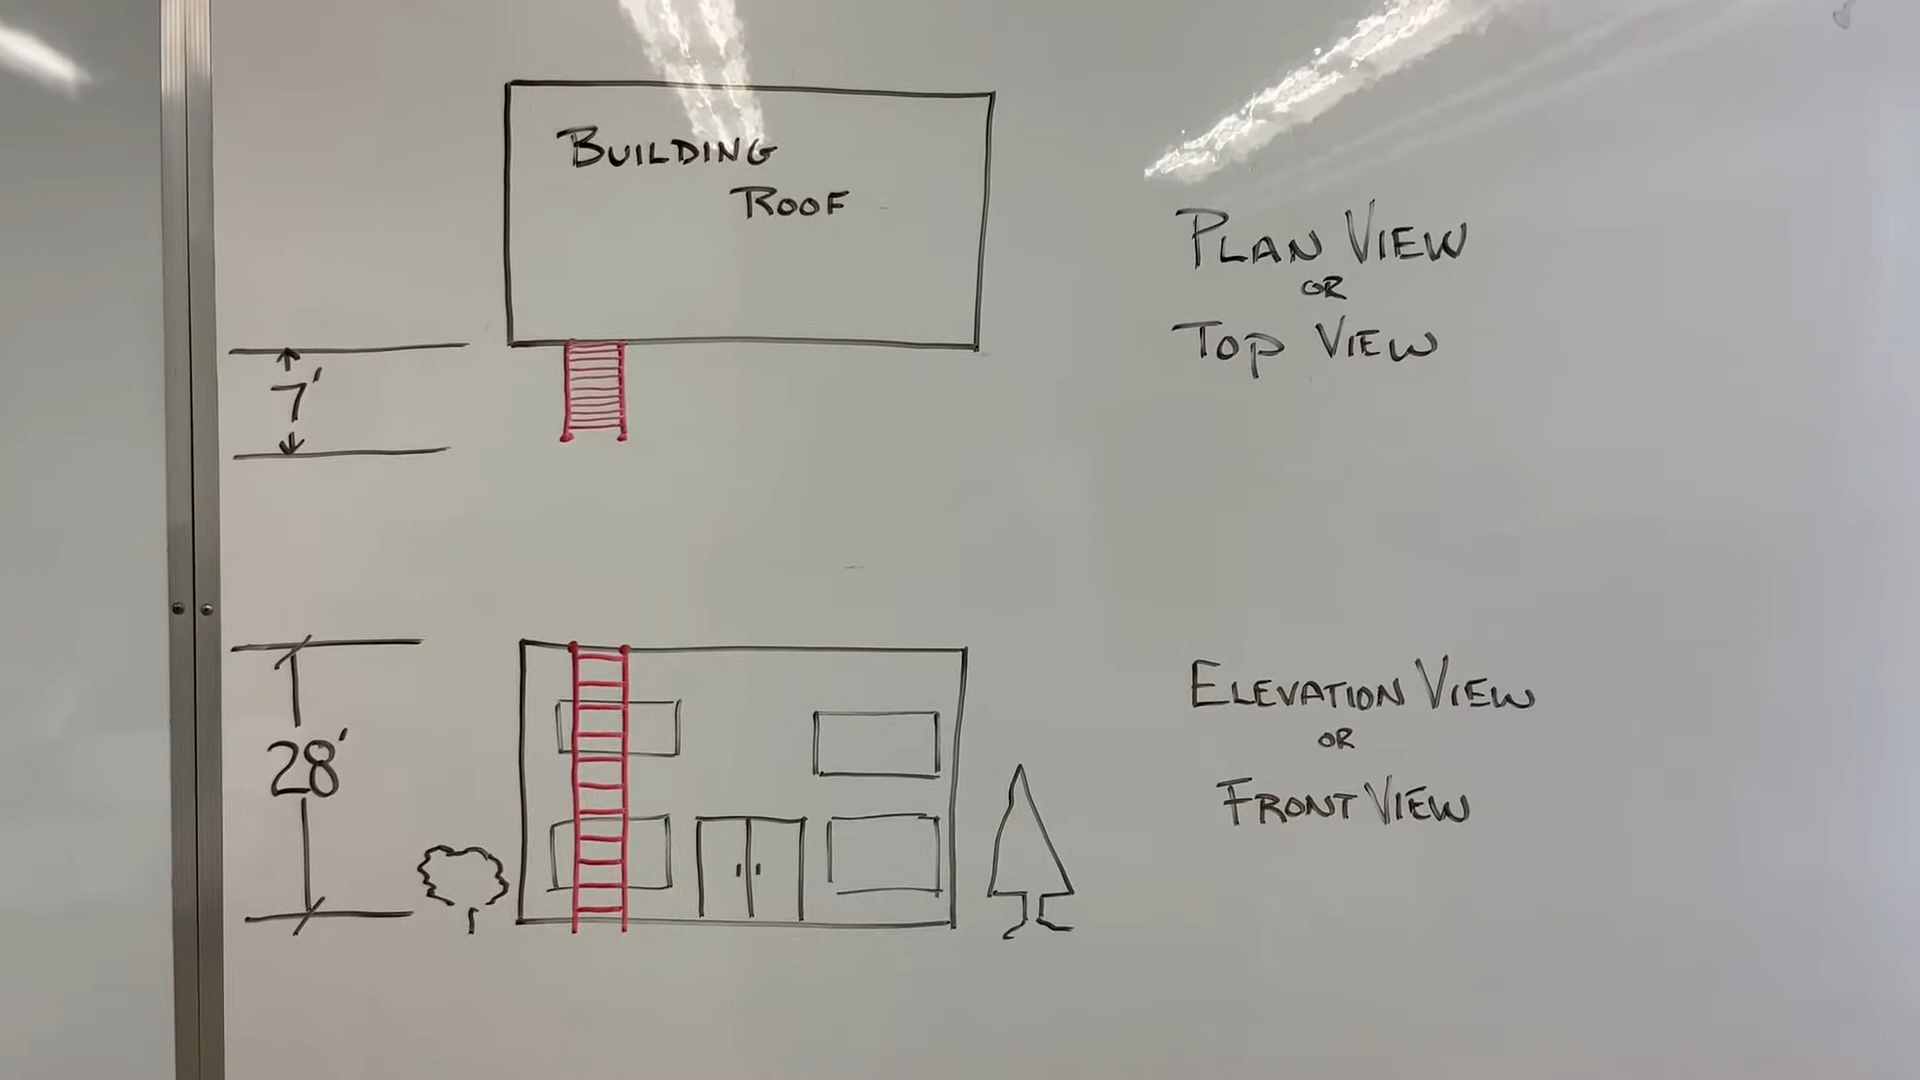 BUILDING
ROOF
PLAN VIEW
OR
TOP VIEW
7'
ELEVATION VIEW
OR
FRONT VIEW
28'